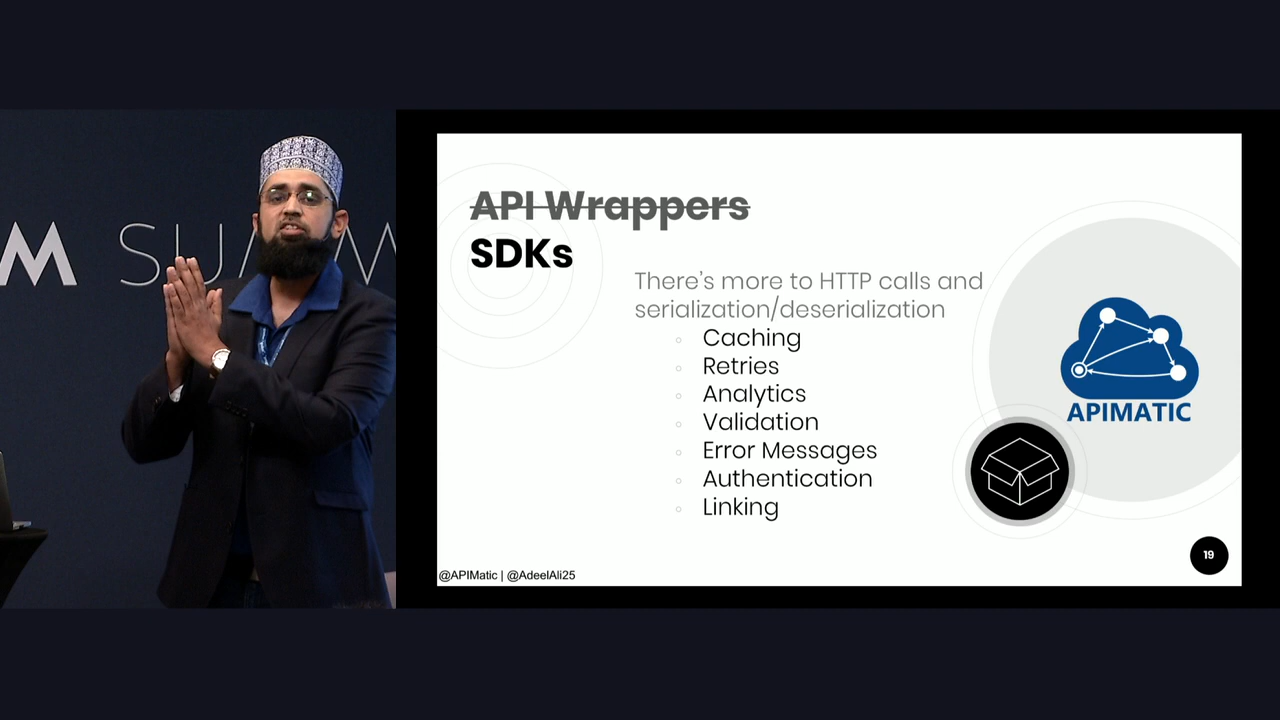 M SUMM
API Wrappers
SDKs
There's more to HTTP calls and
serialization/deserialization
Caching
Retries
Analytics
Validation
Error Messages
Authentication
Linking
APIMATIC
19
@APIMatic | @AdeelAli25